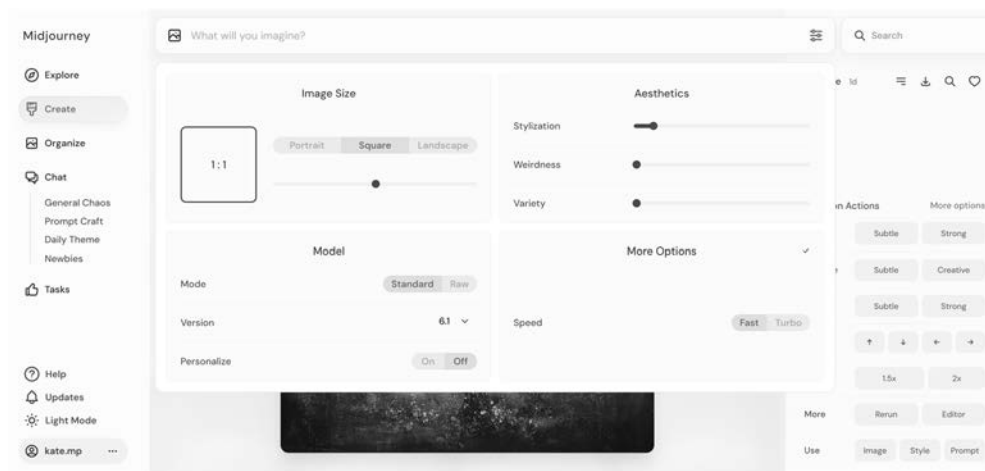 Midjourney
Explore
Create
Organize
Chat
General Chaos
Prompt Craft
Daily Theme
Newbies
Tasks
Help
Updates
Light Mode
kate.mp ...
What will you imagine?
Image Size
1:1
Portrait Square Landscape
Aesthetics
Stylization
Weirdness
Variety
Model
Mode Standard Raw
Version 6.1
Personalize On Off
More Options
Speed Fast Turbo
Search
e 1d
on Actions More options
Subtle Strong
Subtle Creative
Subtle Strong
↑ ↓ ← →
1.5x 2x
More Rerun Editor
Use Image Style Prompt